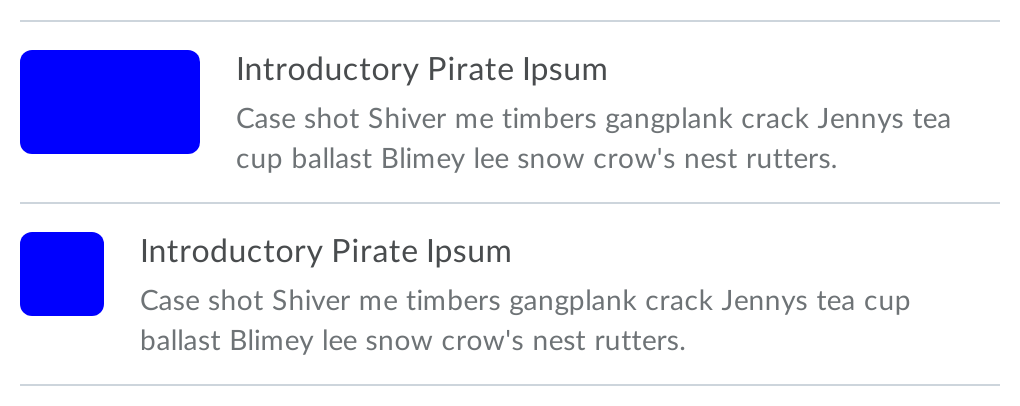 Introductory Pirate Ipsum
Case shot Shiver me timbers gangplank crack Jennys tea
cup ballast Blimey lee snow crow's nest rutters.
Introductory Pirate Ipsum
Case shot Shiver me timbers gangplank crack Jennys tea cup
ballast Blimey lee snow crow's nest rutters.